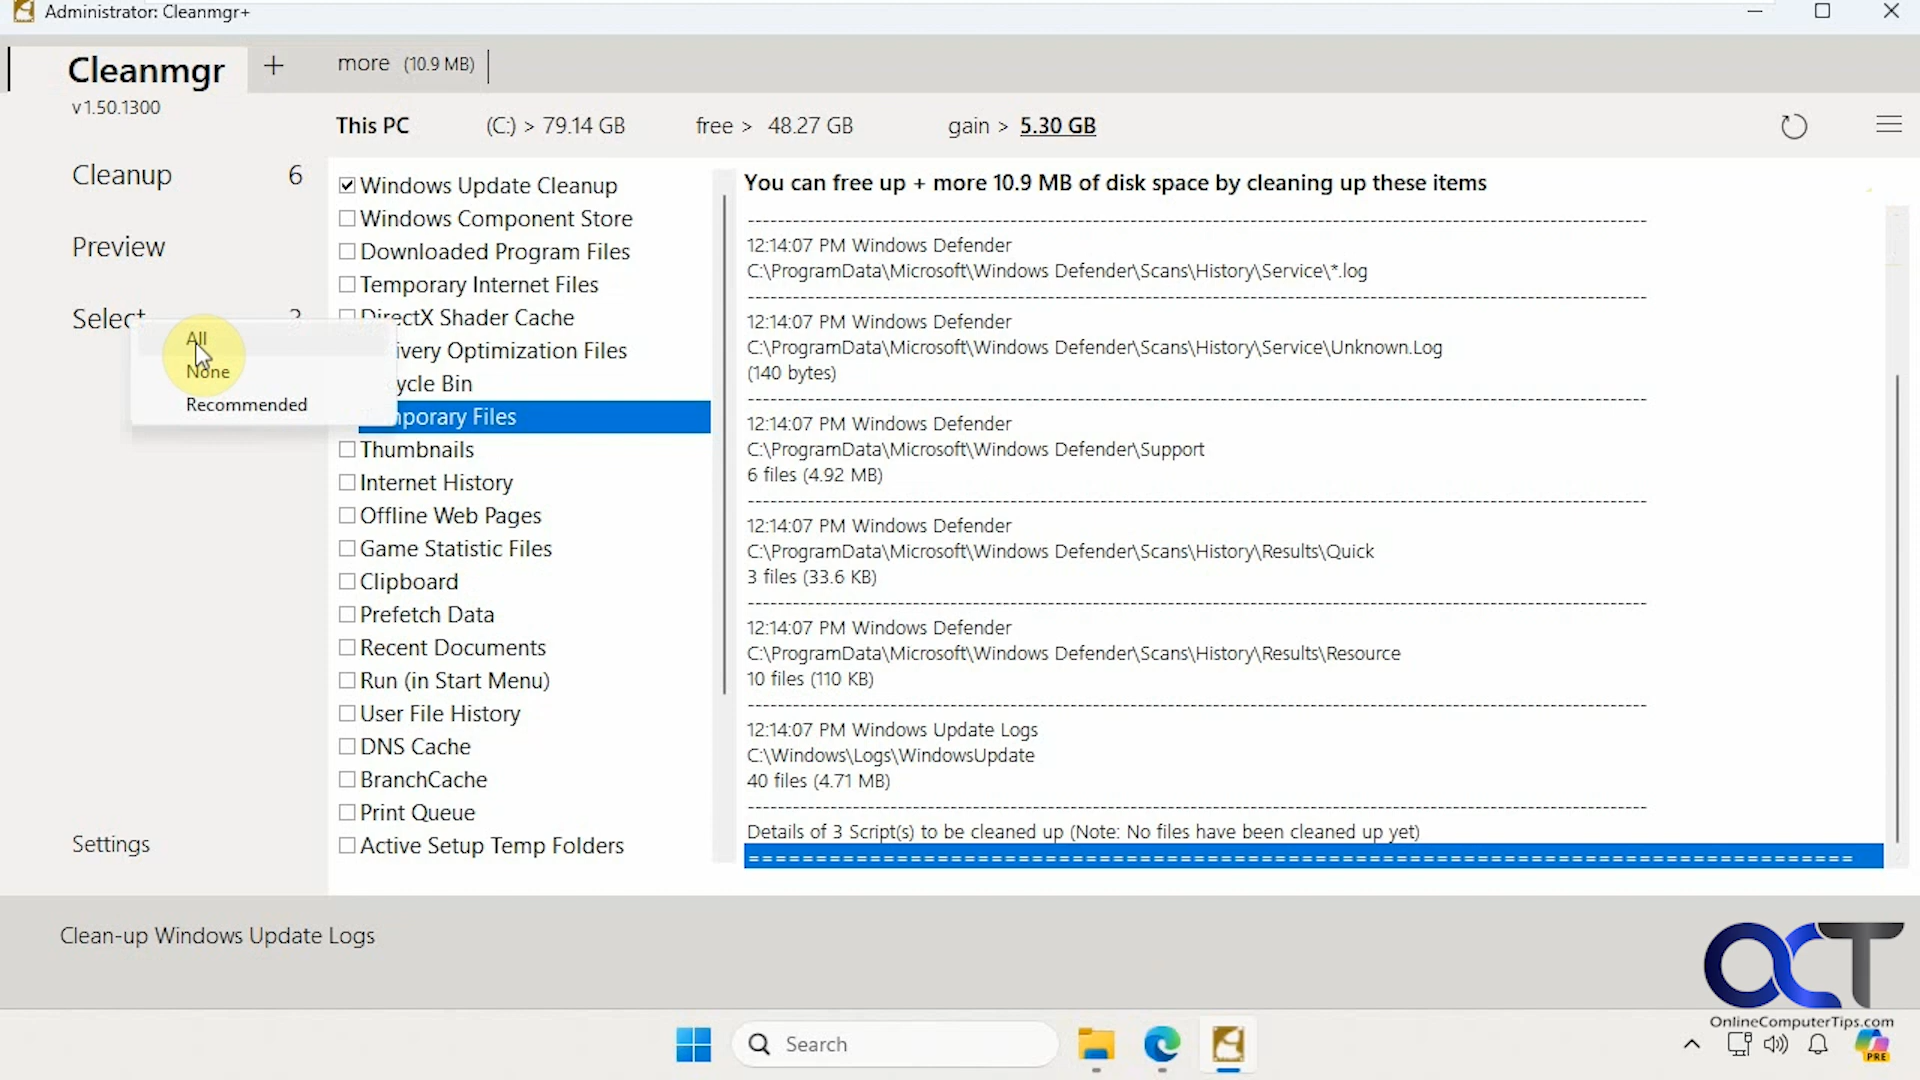 Administrator: Cleanmgr+
Cleanmgr
+
more (10.9 MB)
v1.50.1300
This PC (C:) > 79.14 GB free > 48.27 GB gain > 5.30 GB
Cleanup 6
Preview
Select
All
None
Recommended
Settings
Windows Update Cleanup
Windows Component Store
Downloaded Program Files
Temporary Internet Files
DirectX Shader Cache
ivery Optimization Files
ycle Bin
nporary Files
Thumbnails
Internet History
Offline Web Pages
Game Statistic Files
Clipboard
Prefetch Data
Recent Documents
Run (in Start Menu)
User File History
DNS Cache
BranchCache
Print Queue
Active Setup Temp Folders
You can free up + more 10.9 MB of disk space by cleaning up these items
12:14:07 PM Windows Defender
C:\ProgramData\Microsoft\Windows Defender\Scans\History\Service\*.log
12:14:07 PM Windows Defender
C:\ProgramData\Microsoft\Windows Defender\Scans\History\Service\Unknown.Log
(140 bytes)
12:14:07 PM Windows Defender
C:\ProgramData\Microsoft\Windows Defender\Support
6 files (4.92 MB)
12:14:07 PM Windows Defender
C:\ProgramData\Microsoft\Windows Defender\Scans\History\Results\Quick
3 files (33.6 KB)
12:14:07 PM Windows Defender
C:\ProgramData\Microsoft\Windows Defender\Scans\History\Results\Resource
10 files (110 KB)
12:14:07 PM Windows Update Logs
C:\Windows\Logs\WindowsUpdate
40 files (4.71 MB)
Details of 3 Script(s) to be cleaned up (Note: No files have been cleaned up yet)
Clean-up Windows Update Logs
OCT
OnlineComputerTips.com
Search
PRE